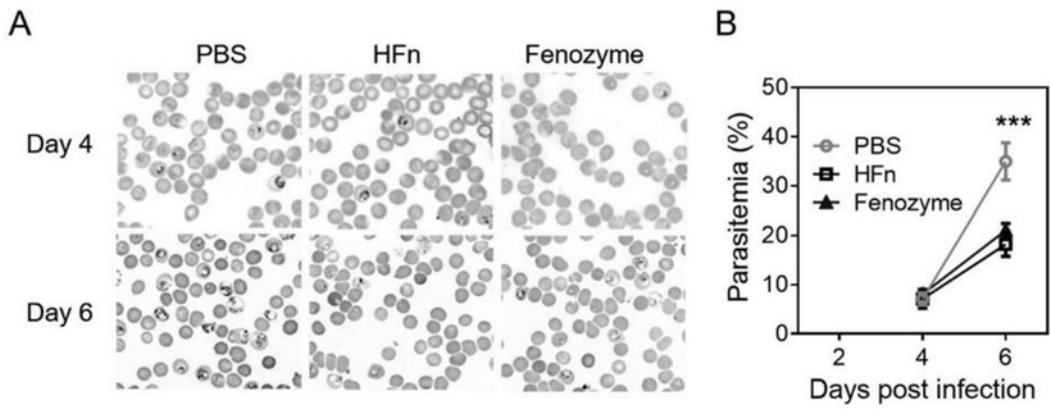 A
PBS
HFn
Fenozyme
Day 4
Day 6
B
Parasitemia (%)
50
40
30
20
10
0
***
PBS
HFn
Fenozyme
2
4
6
Days post infection